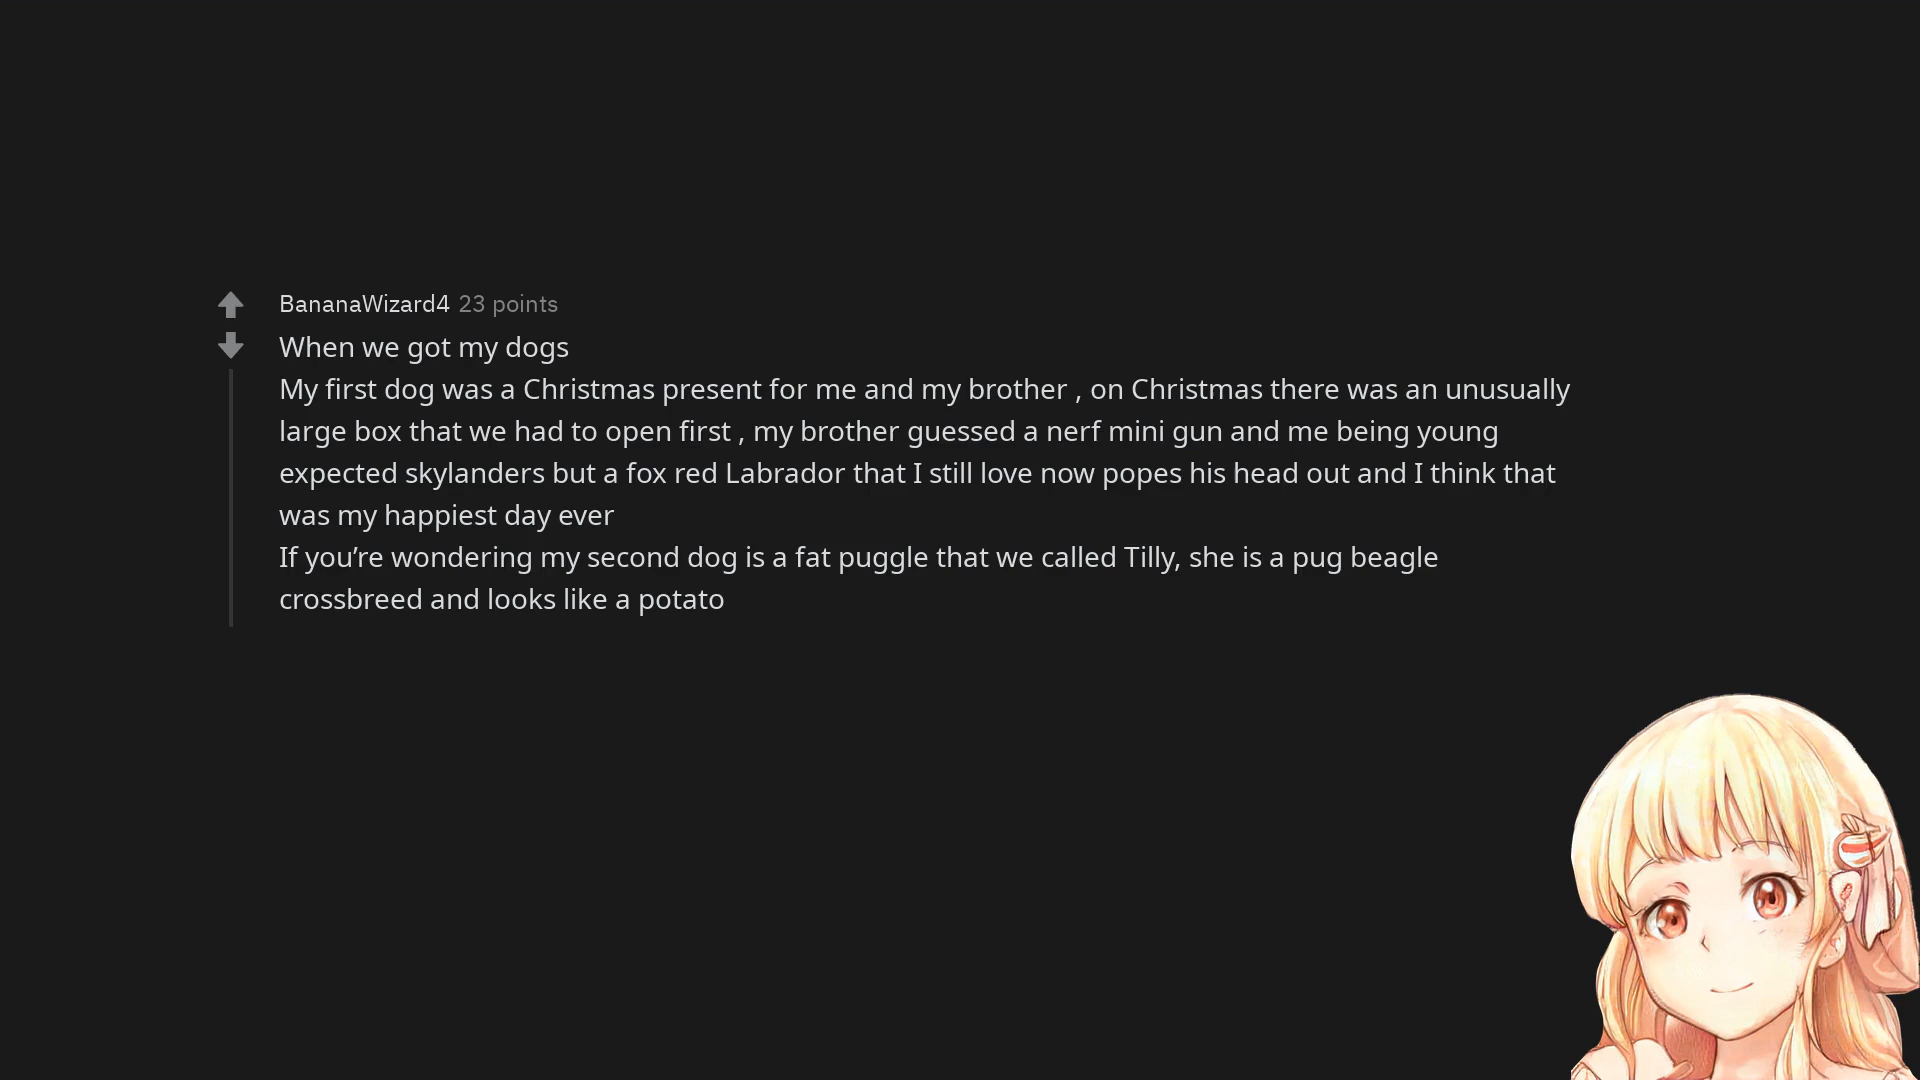 BananaWizard4 23 points
When we got my dogs
My first dog was a Christmas present for me and my brother , on Christmas there was an unusually
large box that we had to open first , my brother guessed a nerf mini gun and me being young
expected skylanders but a fox red Labrador that I still love now popes his head out and I think that
was my happiest day ever
If you’re wondering my second dog is a fat puggle that we called Tilly, she is a pug beagle
crossbreed and looks like a potato